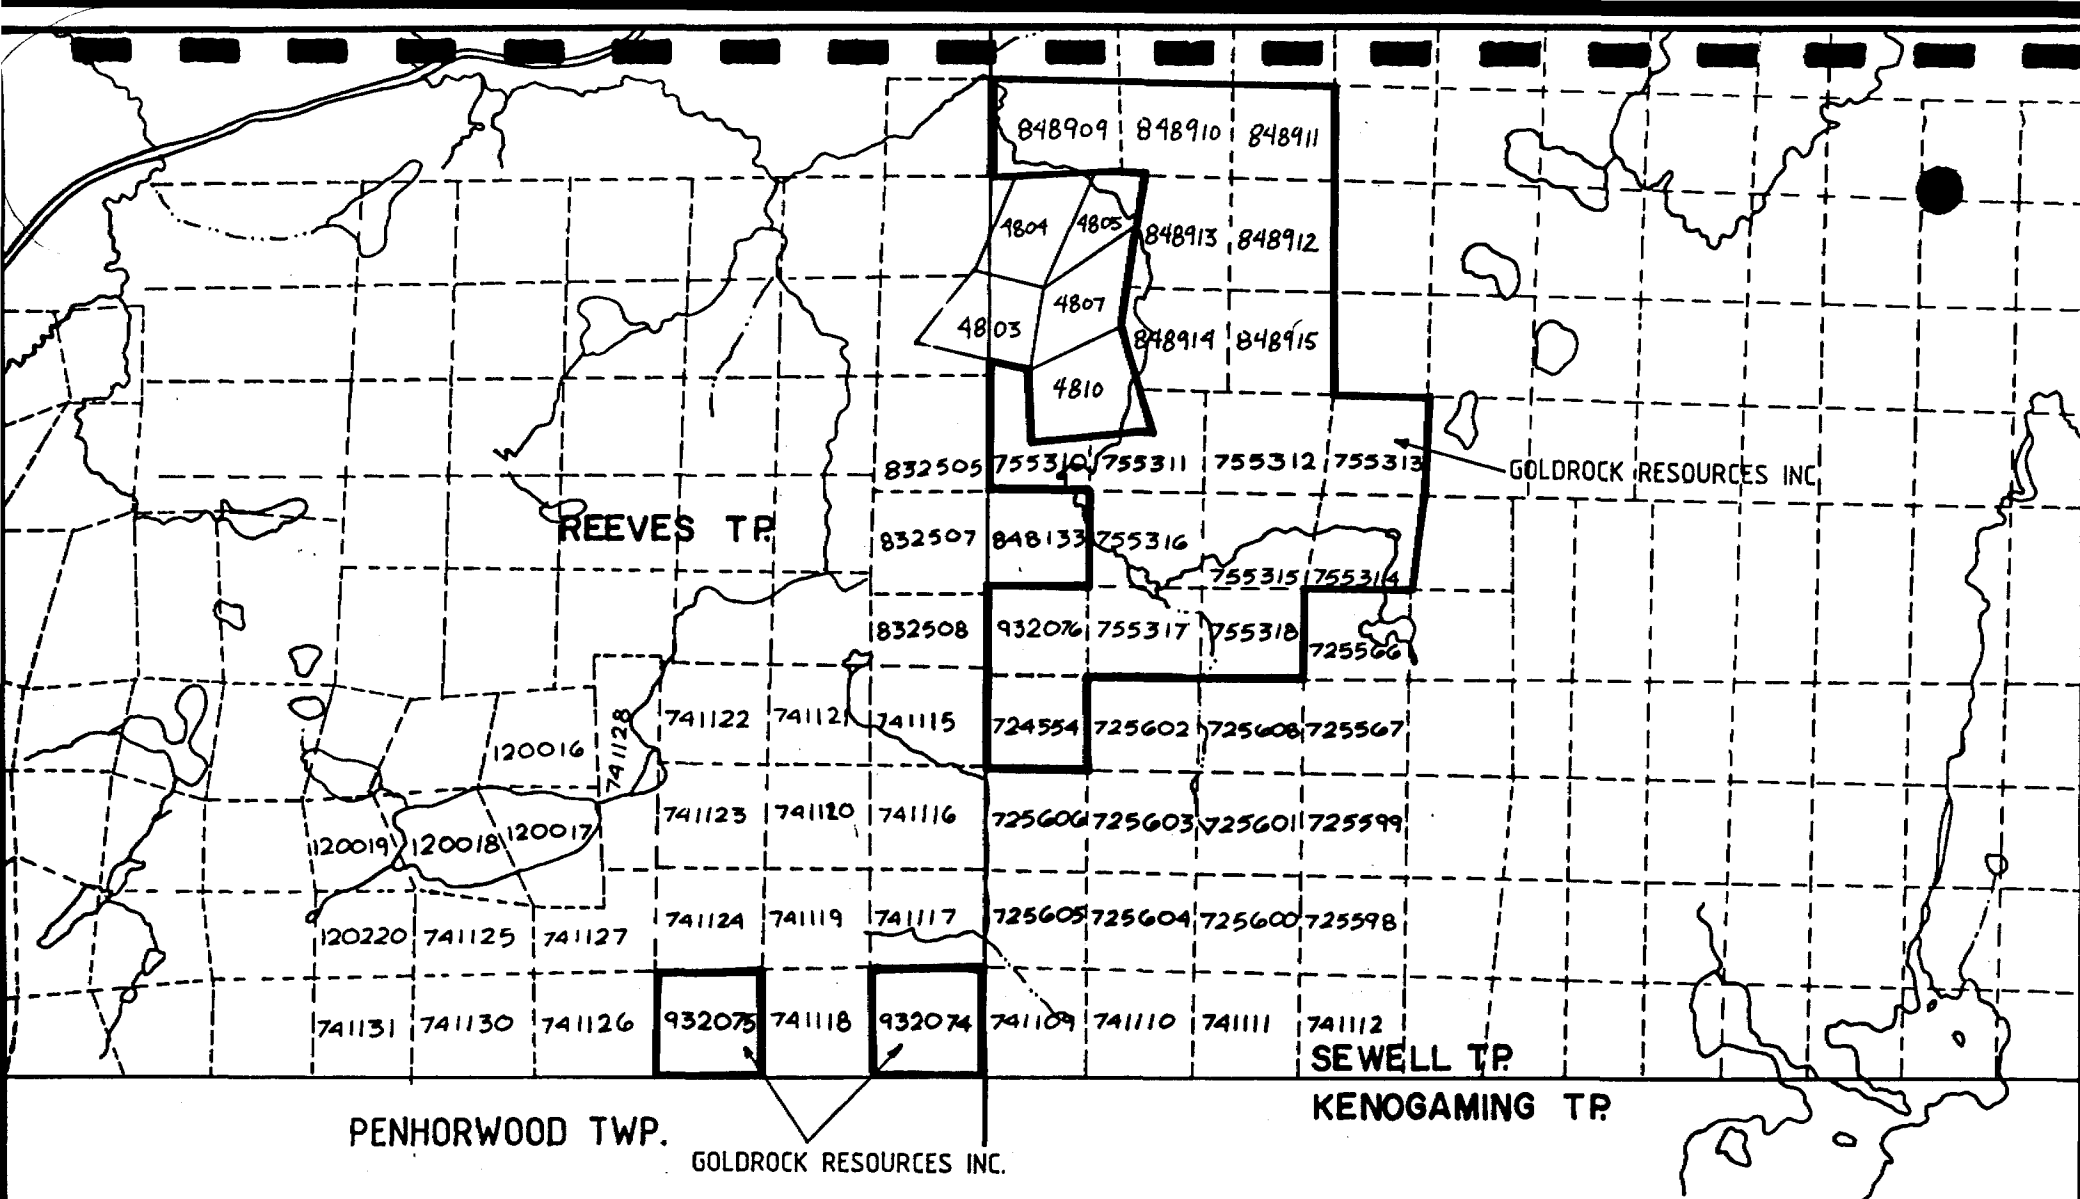 848909 848910 848911
4804 4805 848913 848912
4803 4807 848914 848915
4810
832505 755310 755311 755312 755313
GOLDROCK RESOURCES INC
REEVES TP.
832507 848133 755316
755315 755314
832508 932076 755317 755318
725566
741122 741121 741115 724554 725602 725608 725567
120016 741128
741123 741120 741116 725606 725603 725601 725599
120019 120018 120017
741124 741119 741117 725605 725604 725600 725598
120220 741125 741127
741131 741130 741126 932075 741118 932074 741109 741110 741111 741112
SEWELL TP.
KENOGAMING TP.
PENHORWOOD TWP.
GOLDROCK RESOURCES INC.